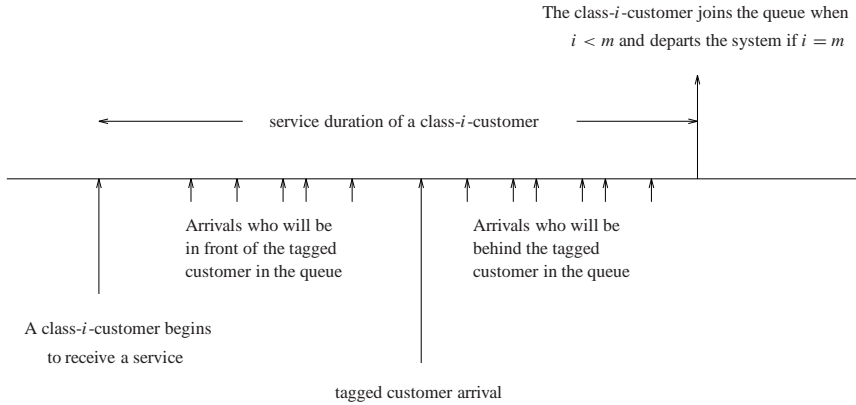 The class-i-customer joins the queue when
i < m and departs the system if i = m
service duration of a class-i-customer
Arrivals who will be
in front of the tagged
customer in the queue
Arrivals who will be
behind the tagged
customer in the queue
A class-i-customer begins
to receive a service
tagged customer arrival